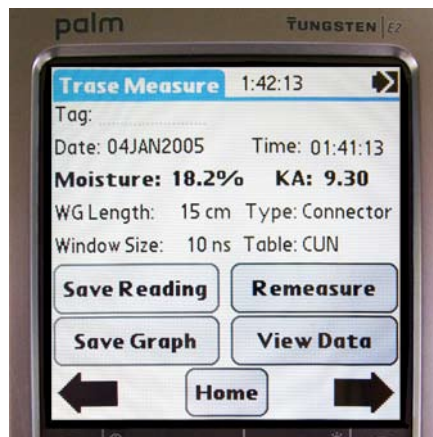 palm TUNGSTEN E2
Trase Measure 1:42:13
Tag:
Date: 04JAN2005 Time: 01:41:13
Moisture: 18.2% KA: 9.30
WG Length: 15 cm Type: Connector
Window Size: 10 ns Table: CUN
Save Reading Remeasure
Save Graph View Data
Home